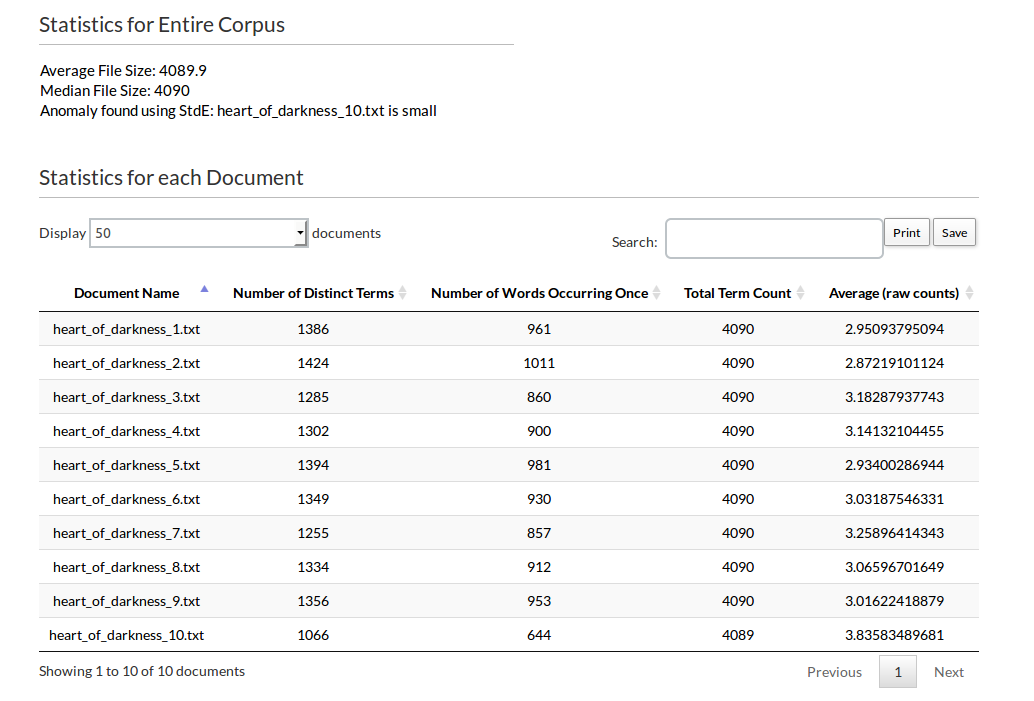 Statistics for Entire Corpus
Average File Size: 4089.9
Median File Size: 4090
Anomaly found using StdE: heart_of_darkness_10.txt is small
Statistics for each Document
Display 50 documents Search: Print Save
Document Name Number of Distinct Terms Number of Words Occurring Once Total Term Count Average (raw counts)
heart_of_darkness_1.txt 1386 961 4090 2.95093795094
heart_of_darkness_2.txt 1424 1011 4090 2.87219101124
heart_of_darkness_3.txt 1285 860 4090 3.18287937743
heart_of_darkness_4.txt 1302 900 4090 3.14132104455
heart_of_darkness_5.txt 1394 981 4090 2.93400286944
heart_of_darkness_6.txt 1349 930 4090 3.03187546331
heart_of_darkness_7.txt 1255 857 4090 3.25896414343
heart_of_darkness_8.txt 1334 912 4090 3.06596701649
heart_of_darkness_9.txt 1356 953 4090 3.01622418879
heart_of_darkness_10.txt 1066 644 4089 3.83583489681
Showing 1 to 10 of 10 documents Previous 1 Next